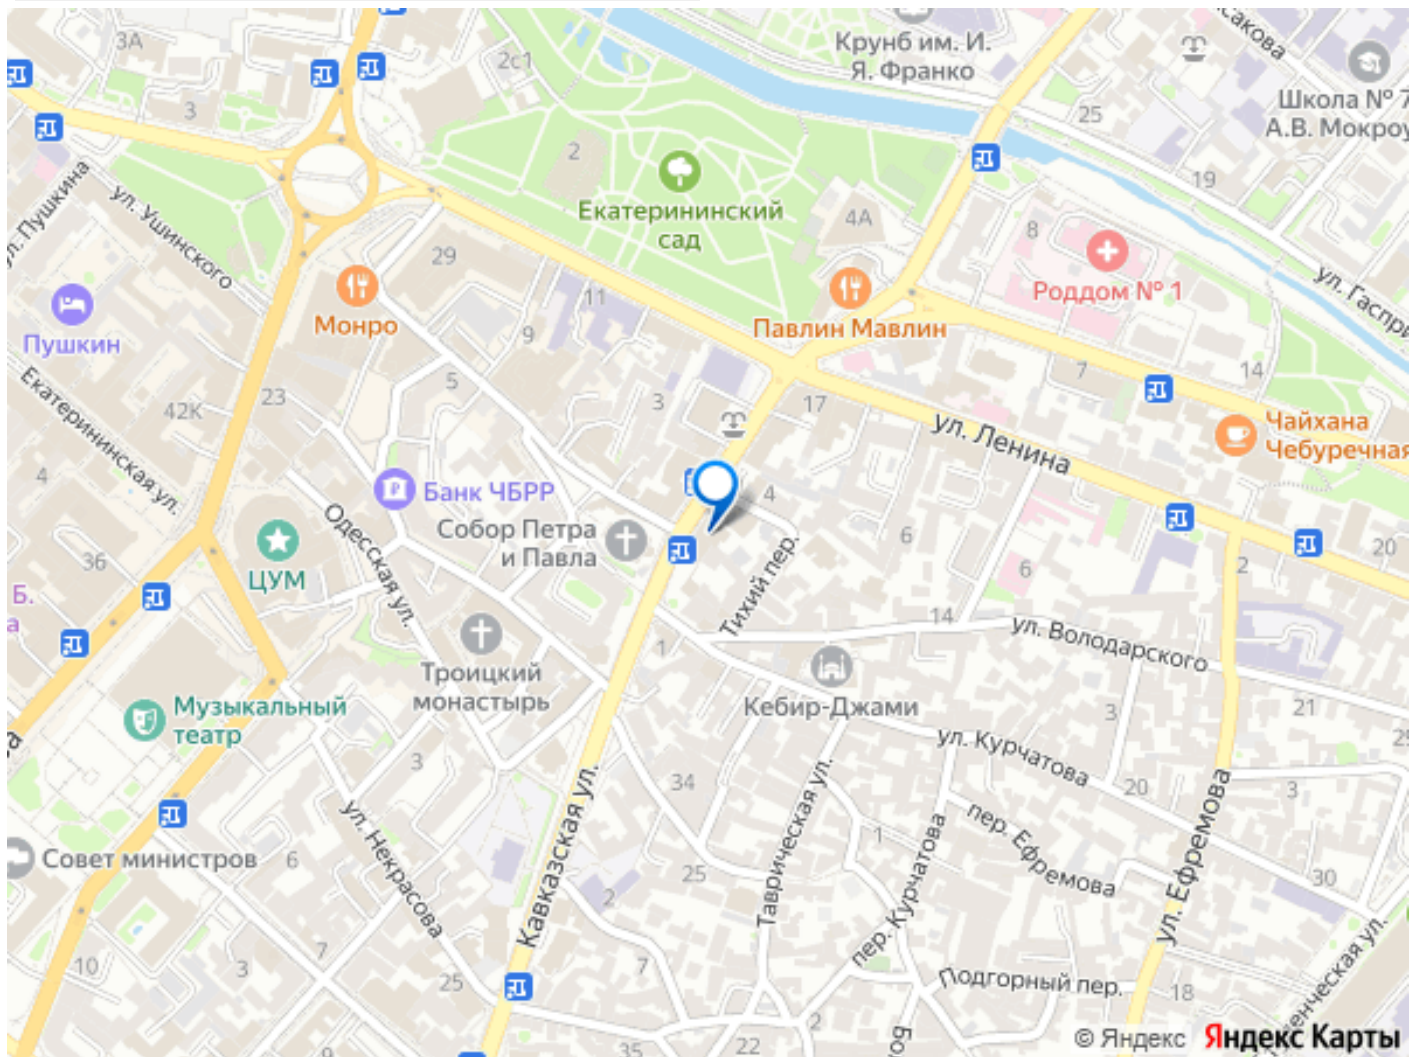 3А
2с1
Крунб им. И.
Я. Франко
Школа № 7
А.В. Мокроу
3
2
25
19
ул. Пушкина
ул. Ушинского
Екатерининский
сад
4А
8
Роддом № 1
29
11
9
Монро
Пушкин
Павлин Мавлин
7
14
5
3
17
23
42К
4
Екатерининская ул.
ул. Ленина
Чайхана
Чебуречная
Банк ЧБРР
4
Собор Петра
и Павла
Одесская ул.
ЦУМ
36
Б.
а
6
6
2
20
Тихий пер.
14
ул. Володарского
1
Троицкий
монастырь
Кебир-Джами
Музыкальный
театр
3
21
ул. Курчатова
20
3
3
34
Кавказская ул.
Таврическая ул.
1
пер. Ефремова
ул. Ефремова
Совет министров
6
ул. Некрасова
25
2
30
пер. Курчатова
7
7
3
10
25
Подгорный пер.
18
2
22
35
© Яндекс Яндекс Карты